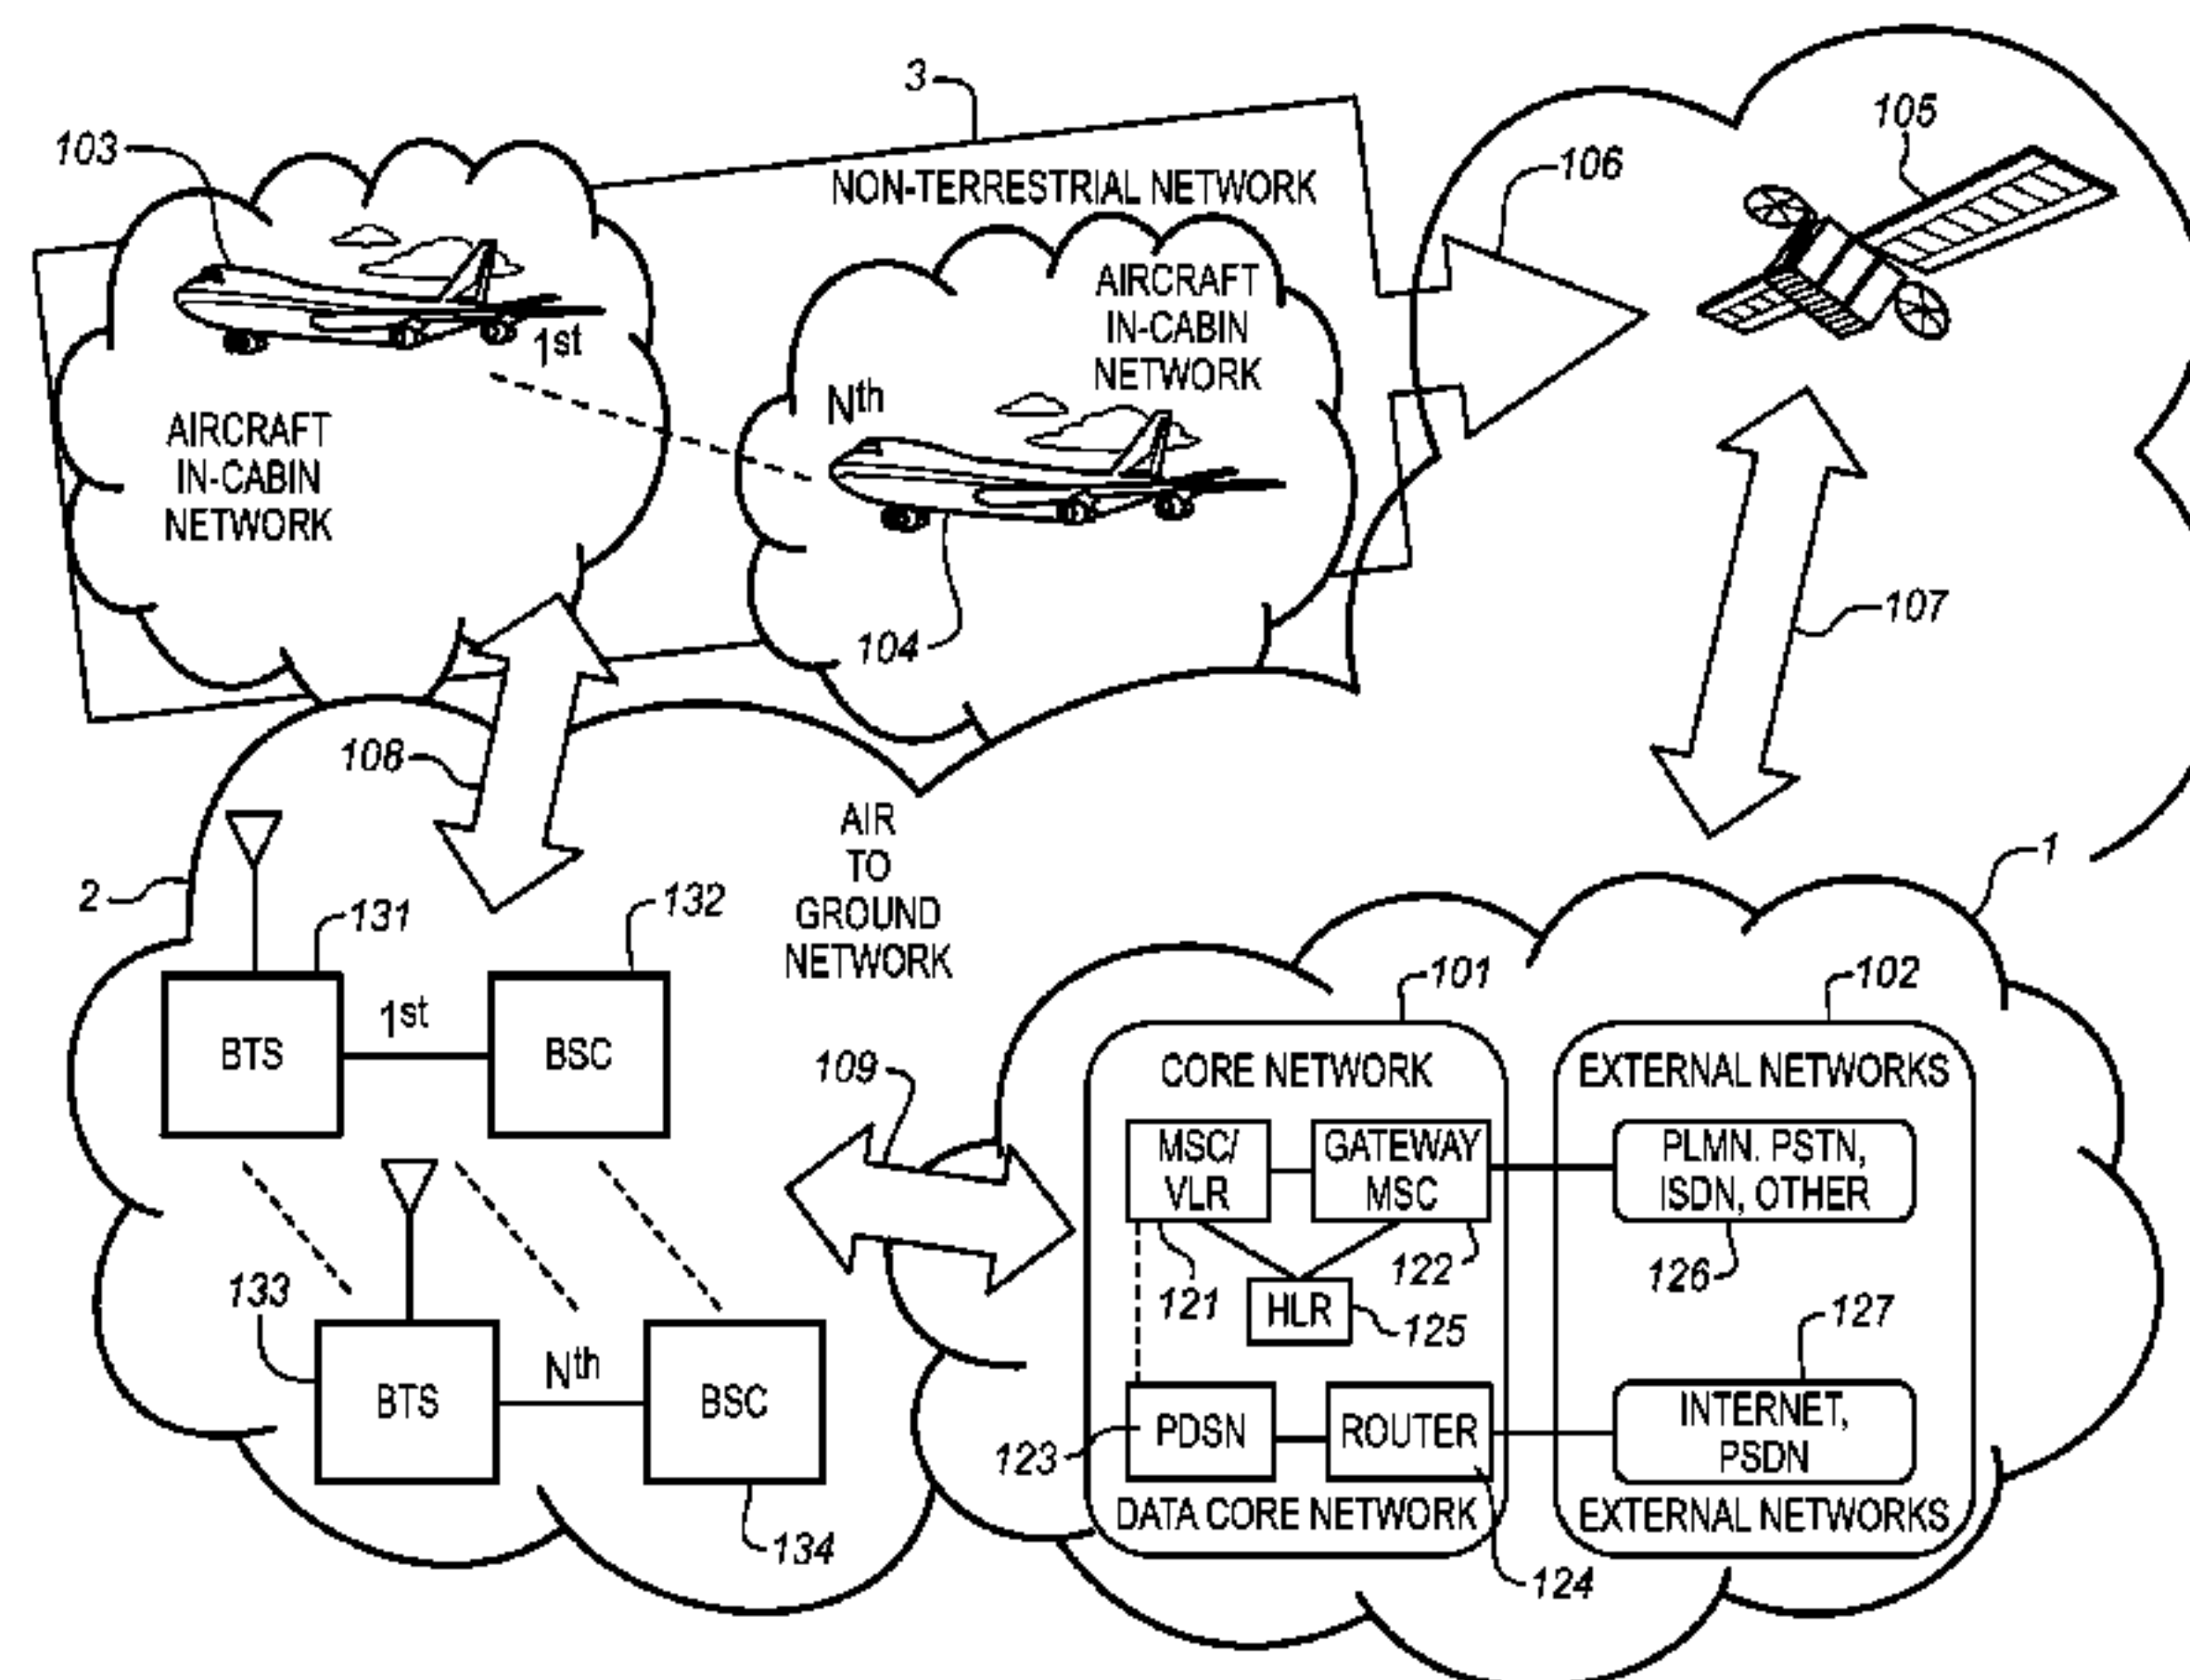 3
103
NON-TERRESTRIAL NETWORK
106
105
1st
AIRCRAFT
IN-CABIN
NETWORK
Nth
AIRCRAFT
IN-CABIN
NETWORK
104
107
108
AIR
TO
GROUND
NETWORK
2
131
132
BTS
1st
BSC
133
BTS
Nth
BSC
134
109
1
101
102
CORE NETWORK
EXTERNAL NETWORKS
MSC/
VLR
GATEWAY
MSC
PLMN. PSTN,
ISDN, OTHER
121
122
126
HLR
125
127
123
PDSN
ROUTER
INTERNET,
PSDN
DATA CORE NETWORK
EXTERNAL NETWORKS
124